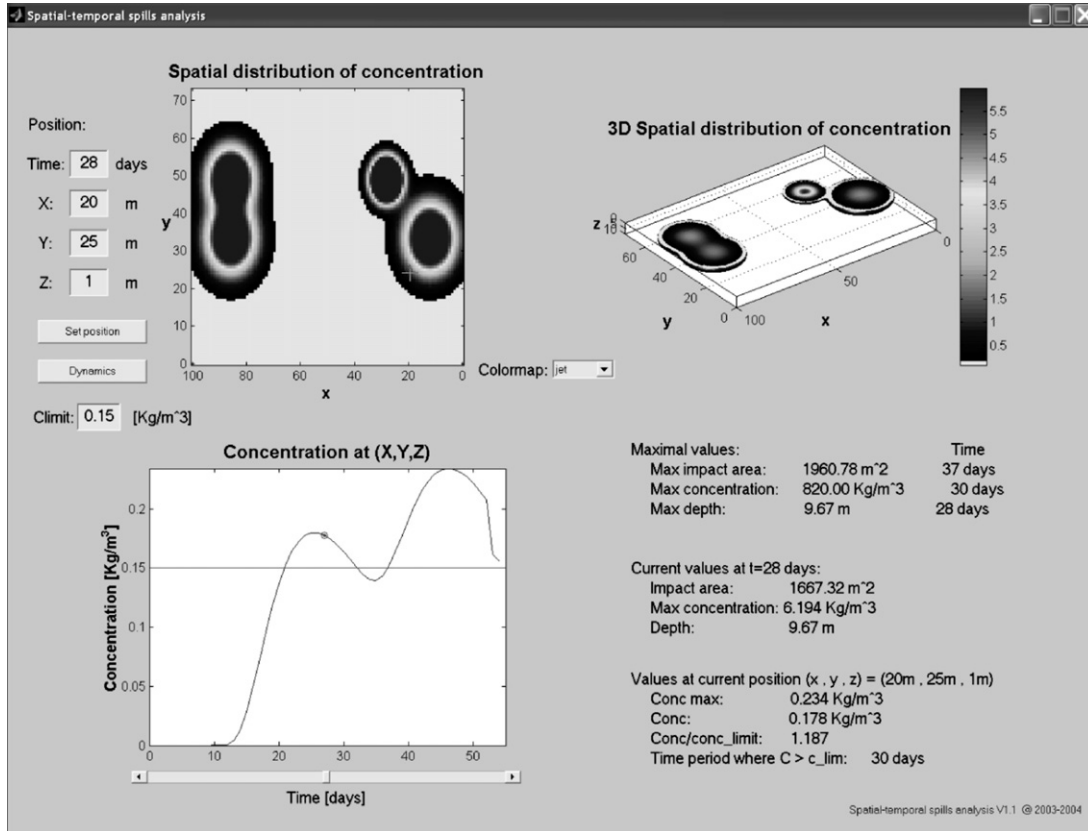 Spatial-temporal spills analysis
Spatial distribution of concentration
Position:
Time: 28 days
X: 20 m
Y: 25 m
Z: 1 m
Set position
Dynamics
Climit: 0.15 [Kg/m^3]
y
70
60
50
40
30
20
10
0
100 80 60 40 20 0
x
Colormap: jet
3D Spatial distribution of concentration
z
60
40
20
0
y
100
50
0
x
5.5
5
4.5
4
3.5
3
2.5
2
1.5
1
0.5
Concentration at (X,Y,Z)
Concentration [Kg/m³]
0.2
0.15
0.1
0.05
0
0 10 20 30 40 50
Time [days]
Maximal values: Time
Max impact area: 1960.78 m^2 37 days
Max concentration: 820.00 Kg/m^3 30 days
Max depth: 9.67 m 28 days
Current values at t=28 days:
Impact area: 1667.32 m^2
Max concentration: 6.194 Kg/m^3
Depth: 9.67 m
Values at current position (x , y , z) = (20m , 25m , 1m)
Conc max: 0.234 Kg/m^3
Conc: 0.178 Kg/m^3
Conc/conc_limit: 1.187
Time period where C > c_lim: 30 days
Spatial-temporal spills analysis V1.1 @ 2003-2004